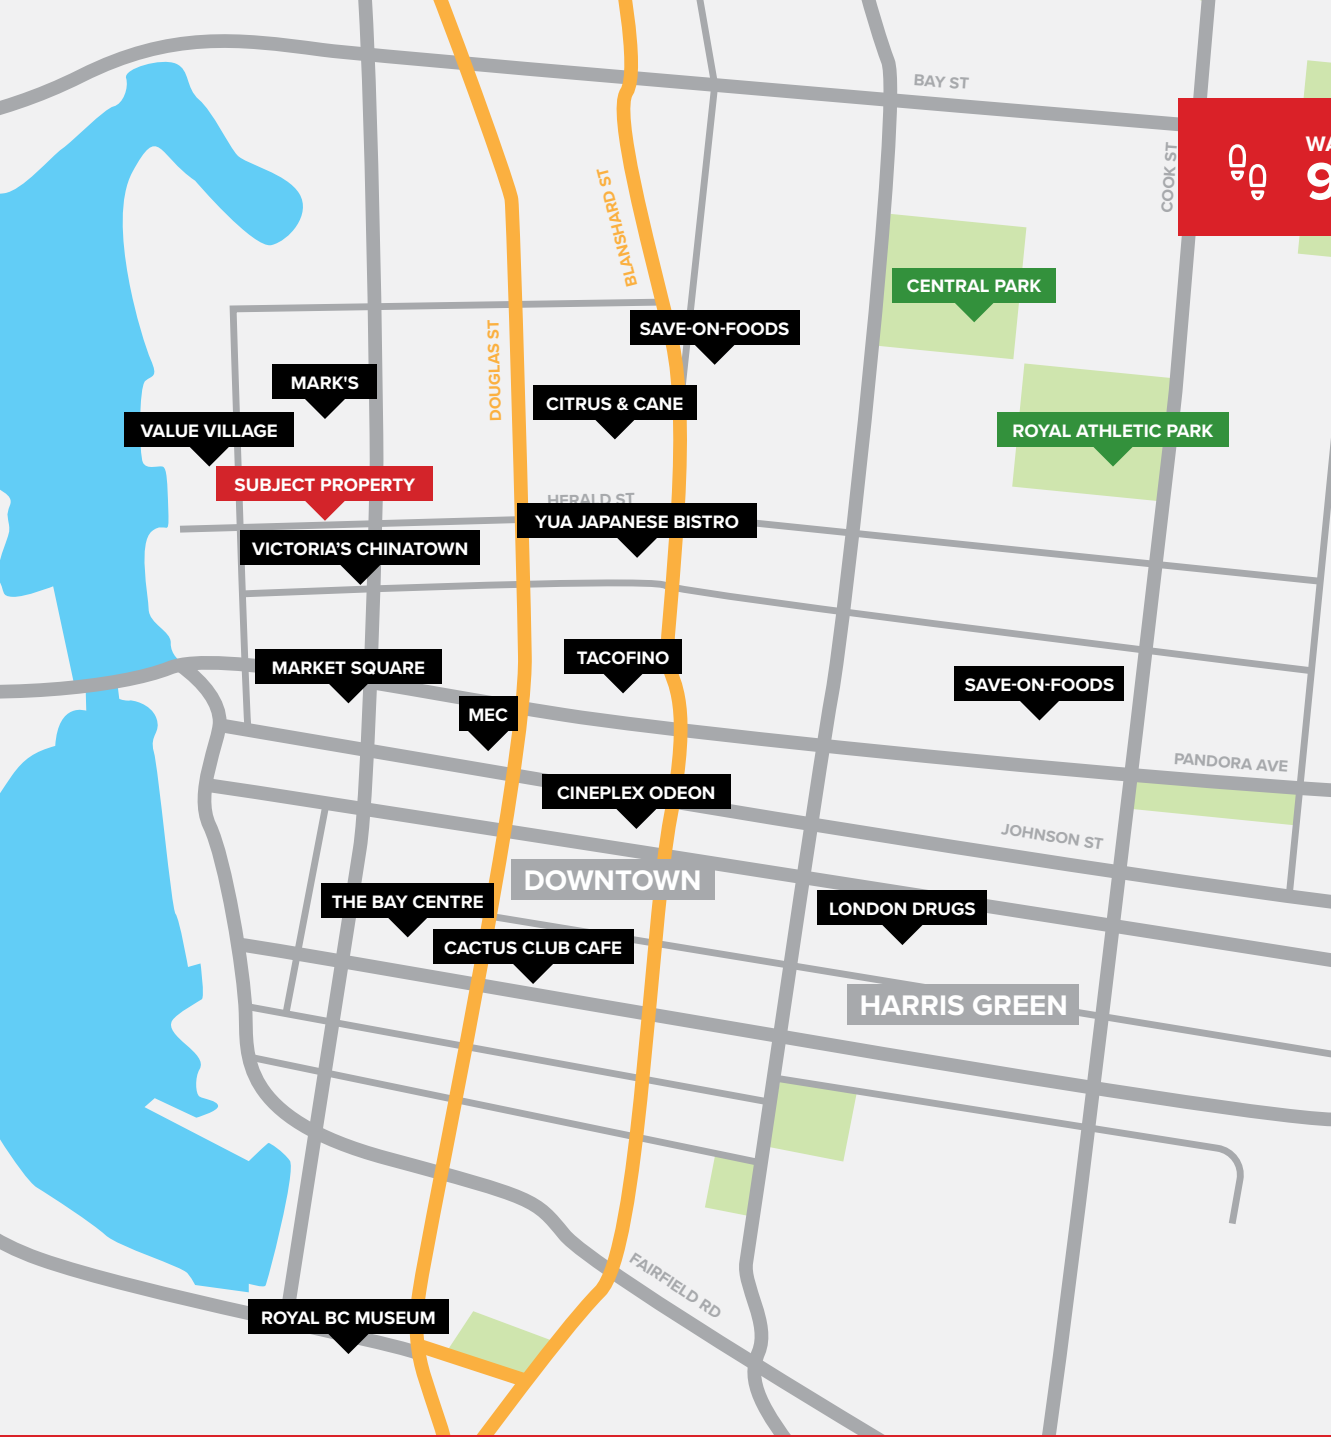 BAY ST
WA
9
COOK ST
BLANSHARD ST
CENTRAL PARK
SAVE-ON-FOODS
DOUGLAS ST
MARK'S
CITRUS & CANE
VALUE VILLAGE
ROYAL ATHLETIC PARK
SUBJECT PROPERTY
HERALD ST
YUA JAPANESE BISTRO
VICTORIA'S CHINATOWN
TACOFINO
MARKET SQUARE
SAVE-ON-FOODS
MEC
PANDORA AVE
CINEPLEX ODEON
JOHNSON ST
DOWNTOWN
THE BAY CENTRE
LONDON DRUGS
CACTUS CLUB CAFE
HARRIS GREEN
FAIRFIELD RD
ROYAL BC MUSEUM